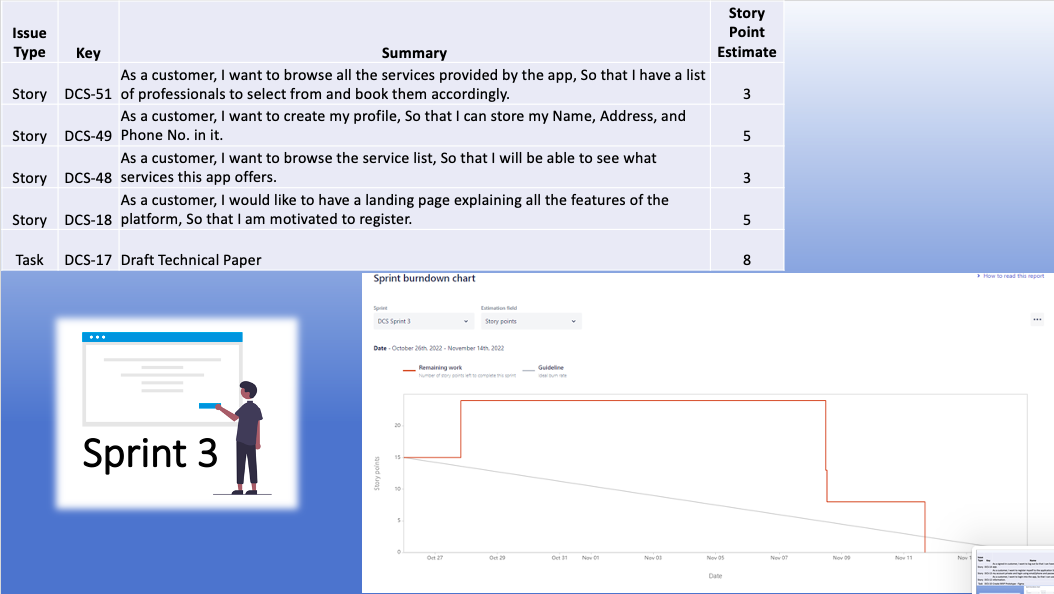 Issue Type Key Summary Story Point Estimate
Story DCS-51 As a customer, I want to browse all the services provided by the app, So that I have a list
of professionals to select from and book them accordingly. 3
Story DCS-49 As a customer, I want to create my profile, So that I can store my Name, Address, and
Phone No. in it. 5
Story DCS-48 As a customer, I want to browse the service list, So that I will be able to see what
services this app offers. 3
Story DCS-18 As a customer, I would like to have a landing page explaining all the features of the
platform, So that I am motivated to register. 5
Task DCS-17 Draft Technical Paper 8
Sprint 3
Sprint burndown chart
How to read this report
Sprint Estimation field
DCS Sprint 3 Story points
Date - October 26th, 2022 - November 14th, 2022
Remaining work Guideline
Number of story points left to complete this sprint Ideal burn rate
Story points
20
15
10
5
0
Oct 27 Oct 29 Oct 31 Nov 01 Nov 03 Nov 05 Nov 07 Nov 09 Nov 11
Date